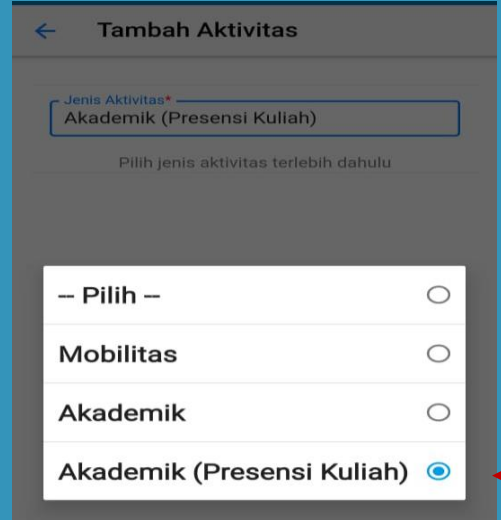 Tambah Aktivitas
Jenis Aktivitas*
Akademik (Presensi Kuliah)
Pilih jenis aktivitas terlebih dahulu
-- Pilih --
Mobilitas
Akademik
Akademik (Presensi Kuliah)